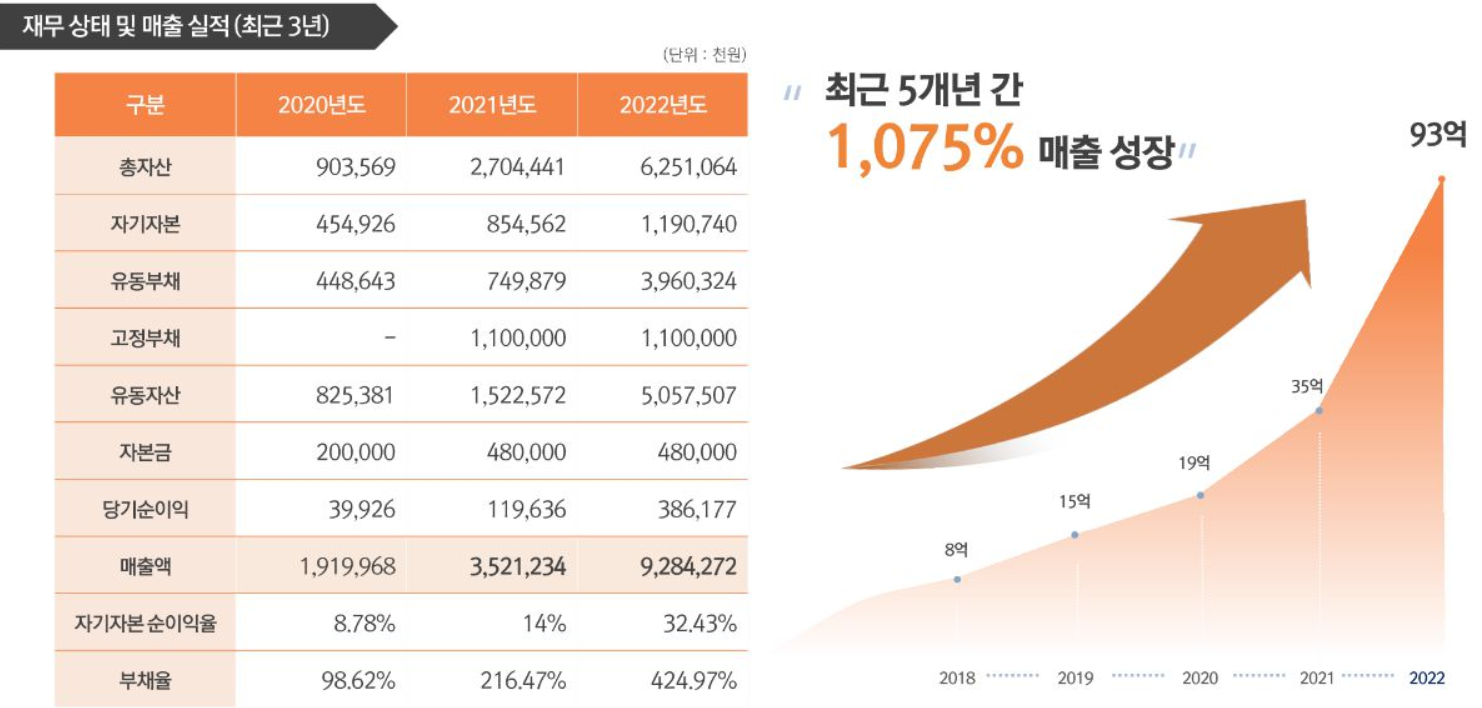 재무 상태 및 매출 실적 (최근 3년)
(단위 : 천원)
구분 2020년도 2021년도 2022년도
총자산 903,569 2,704,441 6,251,064
자기자본 454,926 854,562 1,190,740
유동부채 448,643 749,879 3,960,324
고정부채 – 1,100,000 1,100,000
유동자산 825,381 1,522,572 5,057,507
자본금 200,000 480,000 480,000
당기순이익 39,926 119,636 386,177
매출액 1,919,968 3,521,234 9,284,272
자기자본 순이익율 8.78% 14% 32.43%
부채율 98.62% 216.47% 424.97%
" 최근 5개년 간
1,075% 매출 성장 "
93억
35억
19억
15억
8억
2018 2019 2020 2021 2022